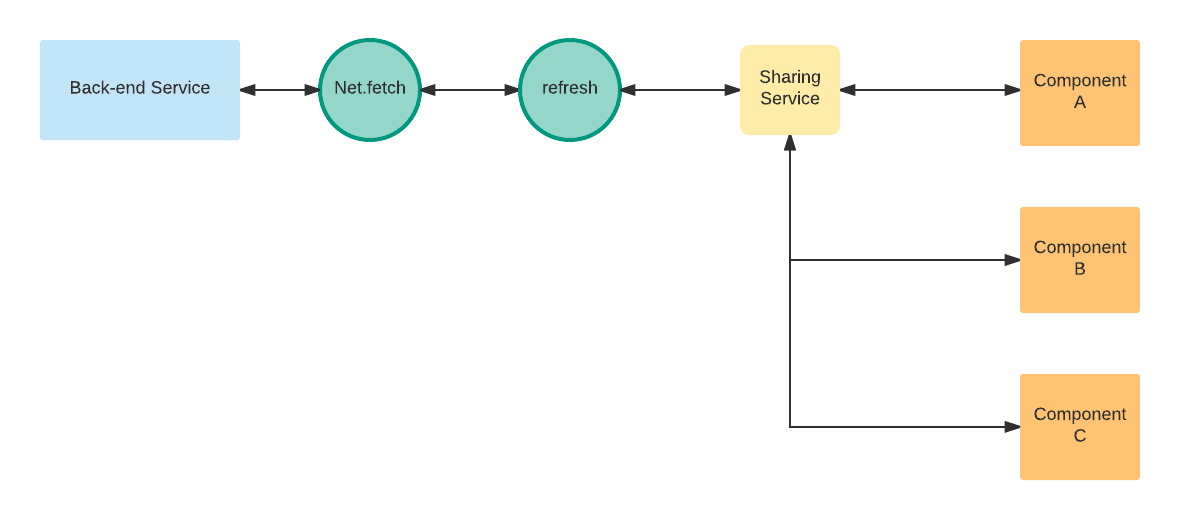 Back-end Service
Net.fetch
refresh
Sharing
Service
Component
A
Component
B
Component
C